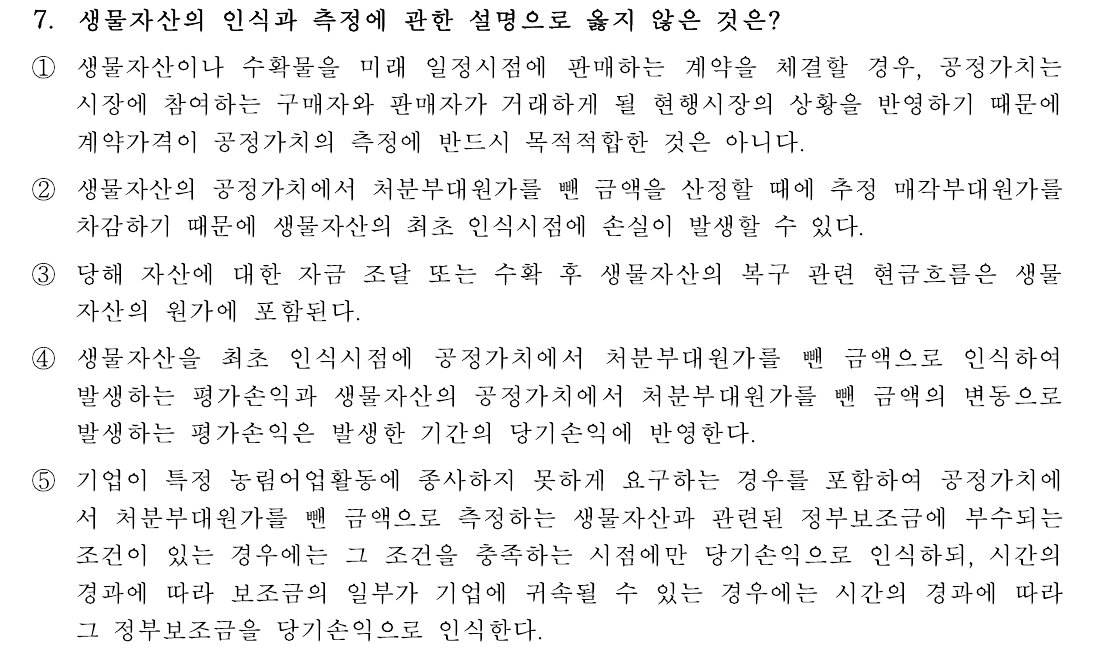 7. 생물자산의 인식과 측정에 관한 설명으로 옳지 않은 것은?
① 생물자산이나 수확물을 미래 일정시점에 판매하는 계약을 체결할 경우, 공정가치는
시장에 참여하는 구매자와 판매자가 거래하게 될 현행시장의 상황을 반영하기 때문에
계약가격이 공정가치의 측정에 반드시 목적적합한 것은 아니다.
② 생물자산의 공정가치에서 처분부대원가를 뺀 금액을 산정할 때에 추정 매각부대원가를
차감하기 때문에 생물자산의 최초 인식시점에 손실이 발생할 수 있다.
③ 당해 자산에 대한 자금 조달 또는 수확 후 생물자산의 복구 관련 현금흐름은 생물
자산의 원가에 포함된다.
④ 생물자산을 최초 인식시점에 공정가치에서 처분부대원가를 뺀 금액으로 인식하여
발생하는 평가손익과 생물자산의 공정가치에서 처분부대원가를 뺀 금액의 변동으로
발생하는 평가손익은 발생한 기간의 당기손익에 반영한다.
⑤ 기업이 특정 농림어업활동에 종사하지 못하게 요구하는 경우를 포함하여 공정가치에
서 처분부대원가를 뺀 금액으로 측정하는 생물자산과 관련된 정부보조금에 부수되는
조건이 있는 경우에는 그 조건을 충족하는 시점에만 당기손익으로 인식하되, 시간의
경과에 따라 보조금의 일부가 기업에 귀속될 수 있는 경우에는 시간의 경과에 따라
그 정부보조금을 당기손익으로 인식한다.